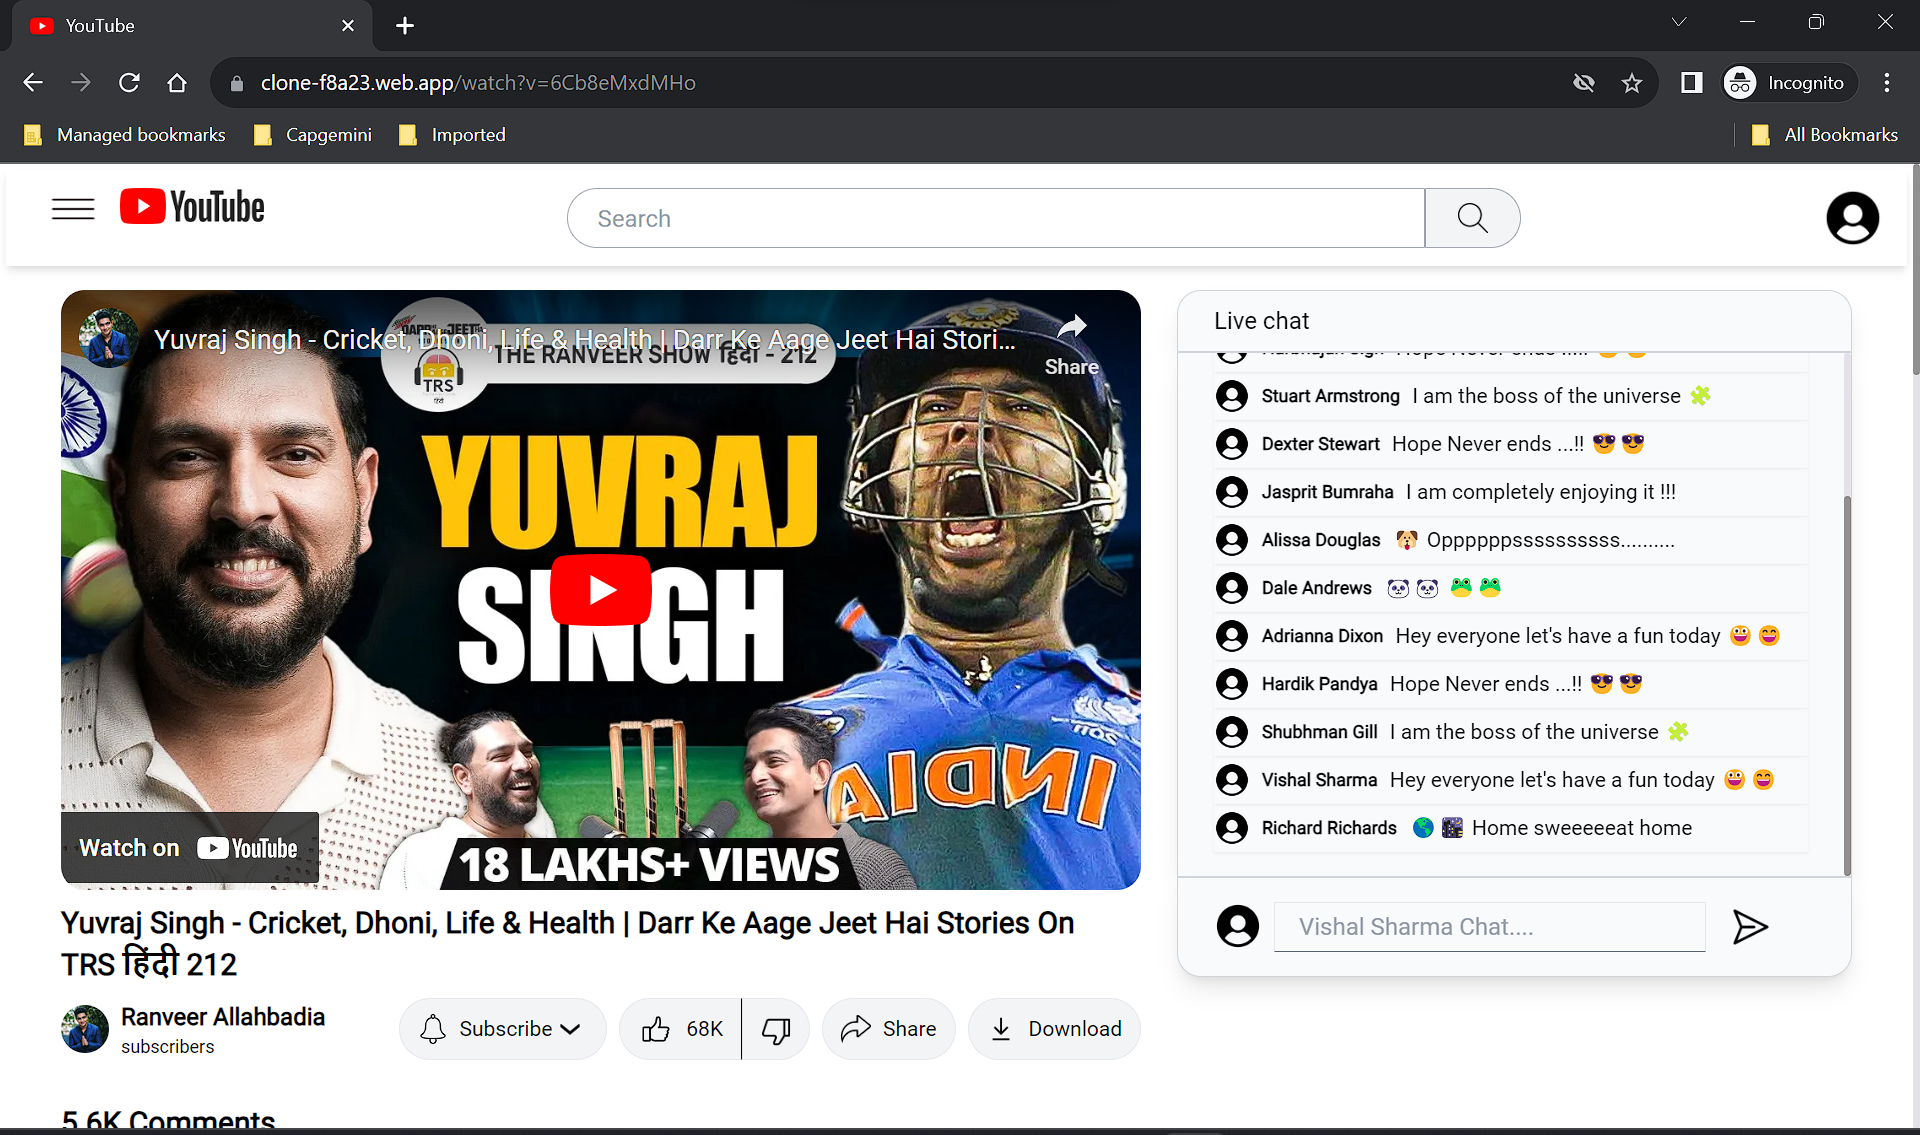 YouTube
clone-f8a23.web.app/watch?v=6Cb8eMxdMHo
Incognito
Managed bookmarks
Capgemini
Imported
All Bookmarks
YouTube
Search
Yuvraj Singh - Cricket, Dhoni, Life & Health | Darr Ke Aage Jeet Hai Stori...
Share
THE RANVEER SHOW हिंदी - 212
TRS
हिंदी
YUVRAJ
SINGH
INDIA
Watch on YouTube
18 LAKHS+ VIEWS
Live chat
Stuart Armstrong I am the boss of the universe 🧩
Dexter Stewart Hope Never ends ...!! 😎 😎
Jasprit Bumraha I am completely enjoying it !!!
Alissa Douglas 🐶 Oppppppssssssssss..........
Dale Andrews 🐼 🐼 🐸 🐸
Adrianna Dixon Hey everyone let's have a fun today 😀 😄
Hardik Pandya Hope Never ends ...!! 😎 😎
Shubhman Gill I am the boss of the universe 🧩
Vishal Sharma Hey everyone let's have a fun today 😀 😄
Richard Richards 🌎 🌃 Home sweeeeeat home
Vishal Sharma Chat....
Yuvraj Singh - Cricket, Dhoni, Life & Health | Darr Ke Aage Jeet Hai Stories On
TRS हिंदी 212
Ranveer Allahbadia
subscribers
Subscribe
68K
Share
Download
5.6K Comments